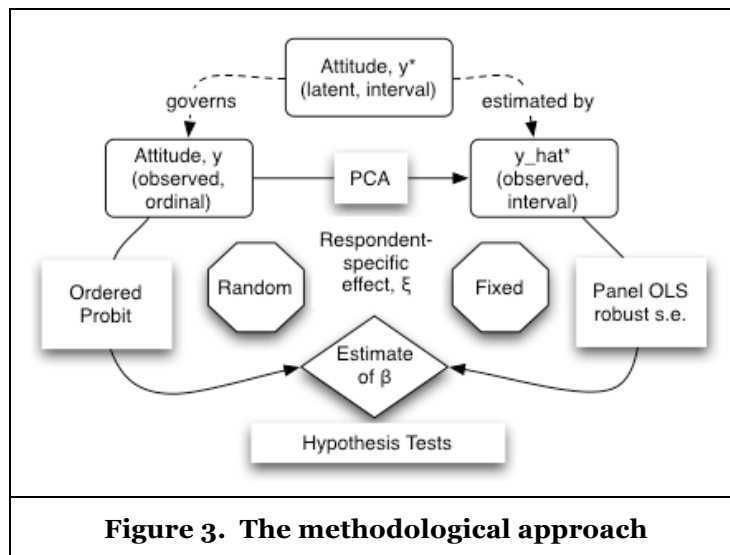 Attitude, y*
(latent, interval)
governs
estimated by
Attitude, y
(observed,
ordinal)
PCA
y_hat*
(observed,
interval)
Respondent-
specific
effect, ξ
Random
Fixed
Ordered
Probit
Panel OLS
robust s.e.
Estimate
of β
Hypothesis Tests
Figure 3. The methodological approach